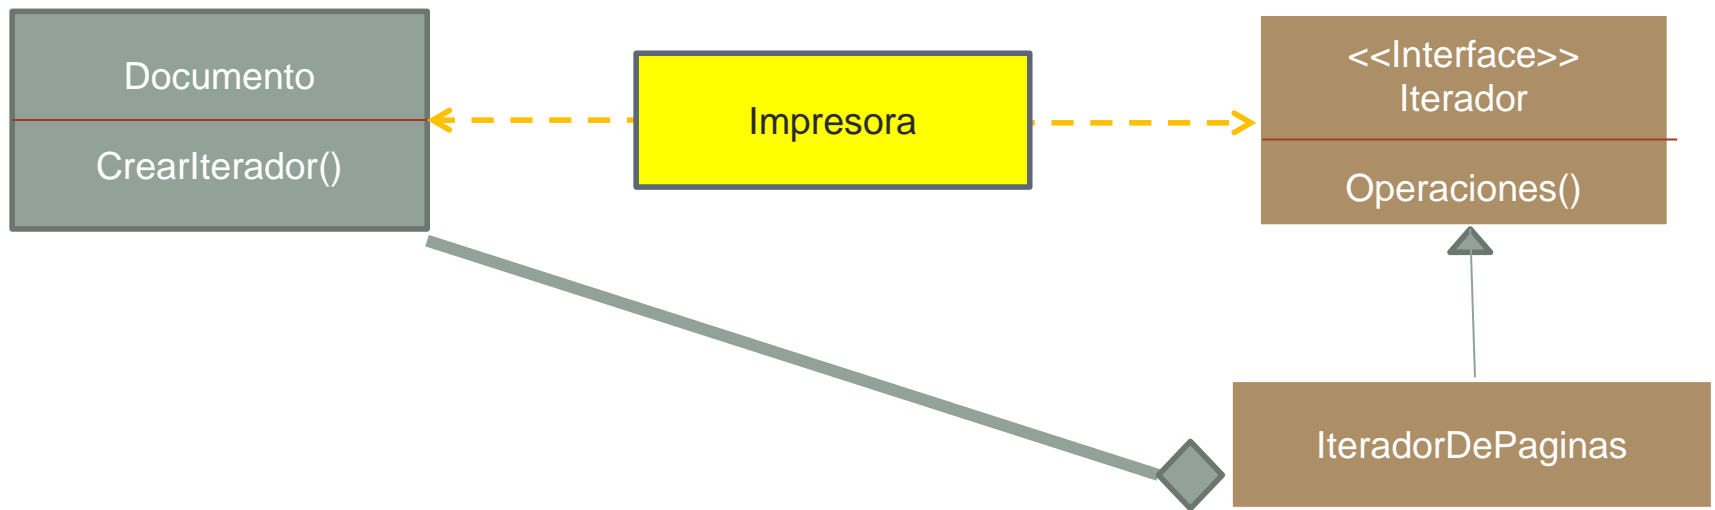 Documento
CrearIterador()
Impresora
<<Interface>>
Iterador
Operaciones()
IteradorDePaginas